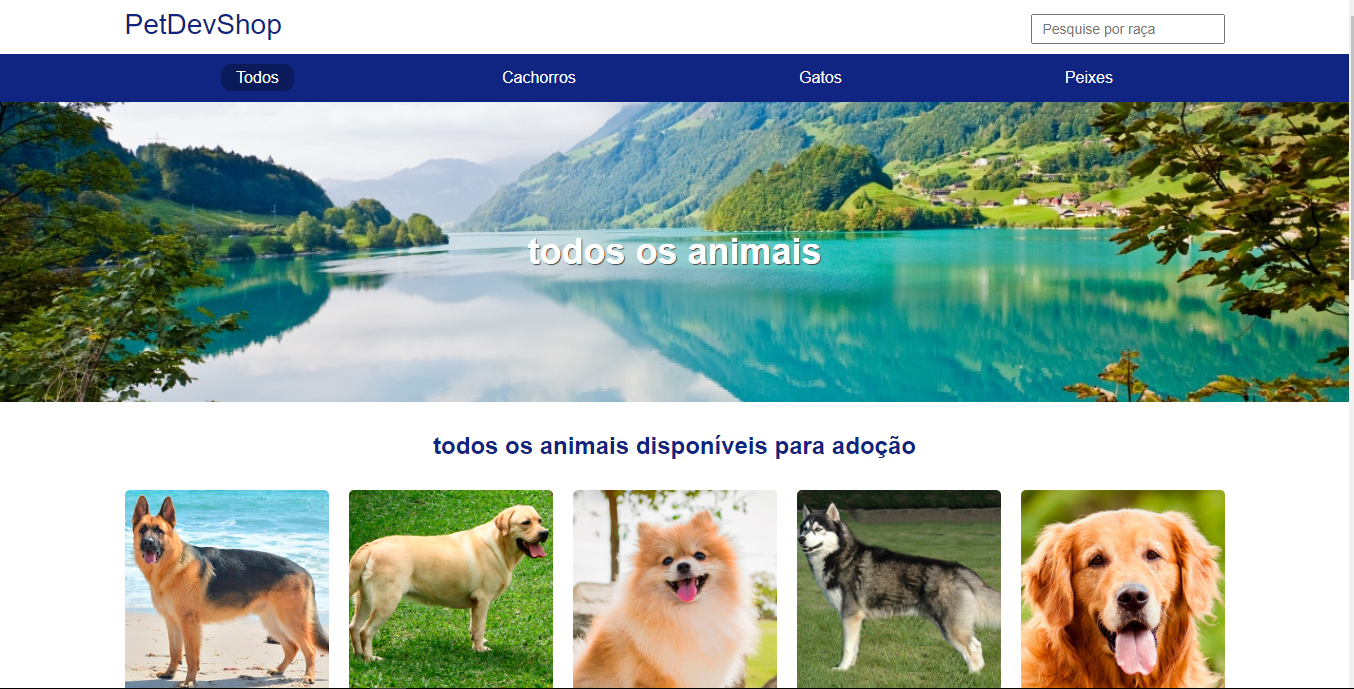 PetDevShop
Pesquise por raça
Todos
Cachorros
Gatos
Peixes
todos os animais
todos os animais disponíveis para adoção